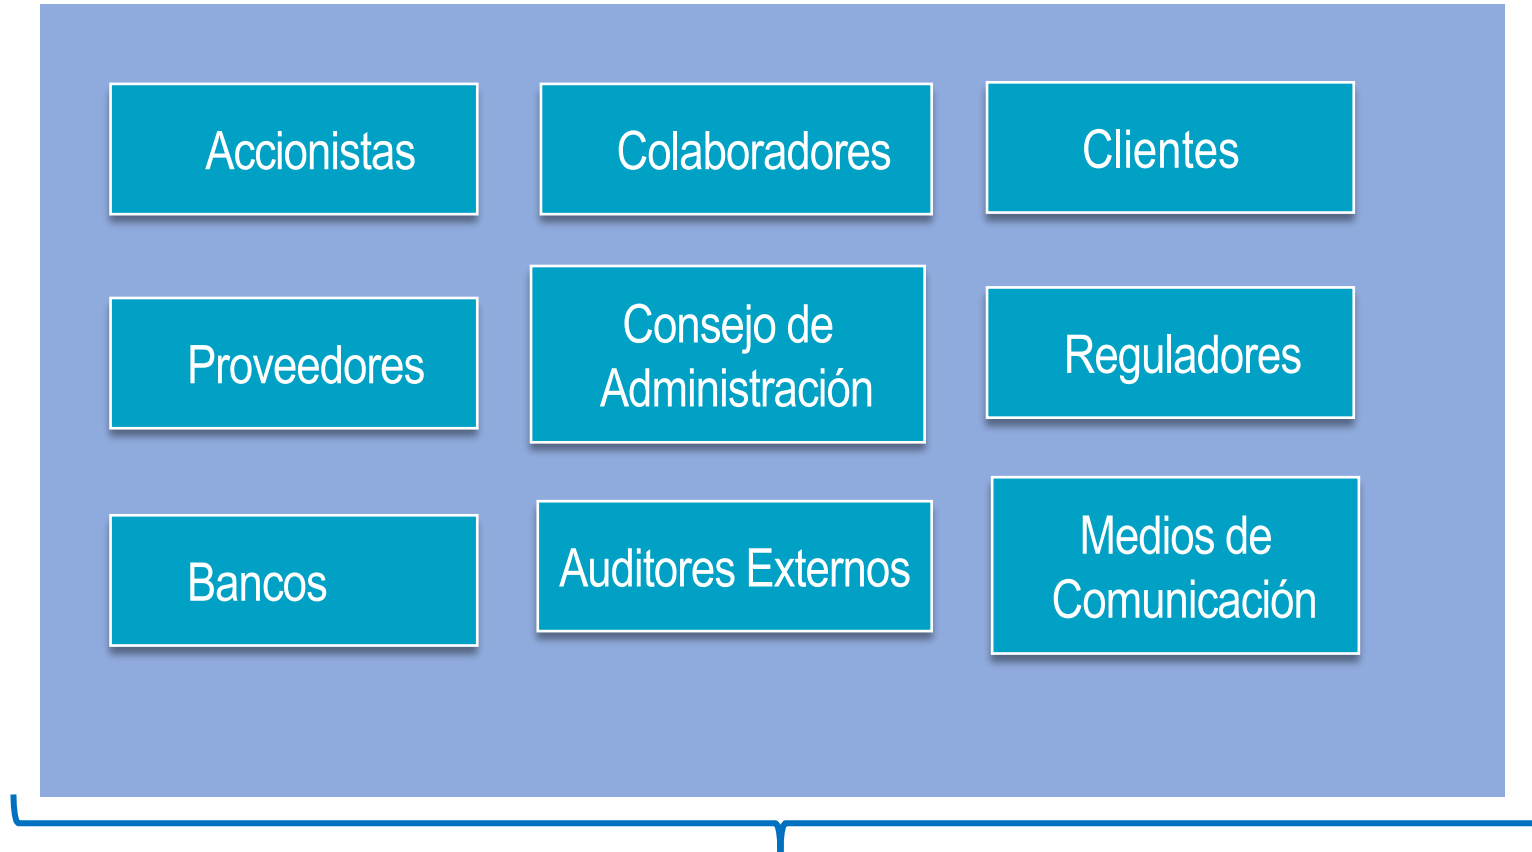 Accionistas
Colaboradores
Clientes
Proveedores
Consejo de
Administración
Reguladores
Bancos
Auditores Externos
Medios de
Comunicación